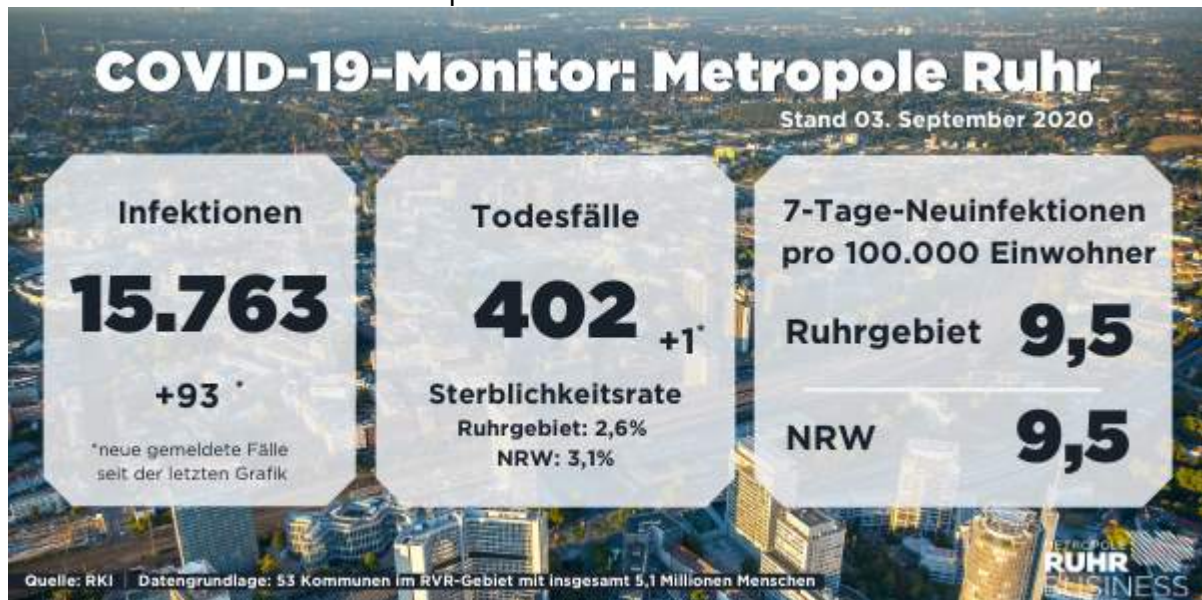 COVID-19-Monitor: Metropole Ruhr
Stand 03. September 2020
Infektionen
15.763
+93 *
*neue gemeldete Fälle
seit der letzten Grafik
Todesfälle
402 +1*
Sterblichkeitsrate
Ruhrgebiet: 2,6%
NRW: 3,1%
7-Tage-Neuinfektionen
pro 100.000 Einwohner
Ruhrgebiet 9,5
NRW 9,5
Quelle: RKI | Datengrundlage: 53 Kommunen im RVR-Gebiet mit insgesamt 5,1 Millionen Menschen
METROPOLE
RUHR
BUSINESS